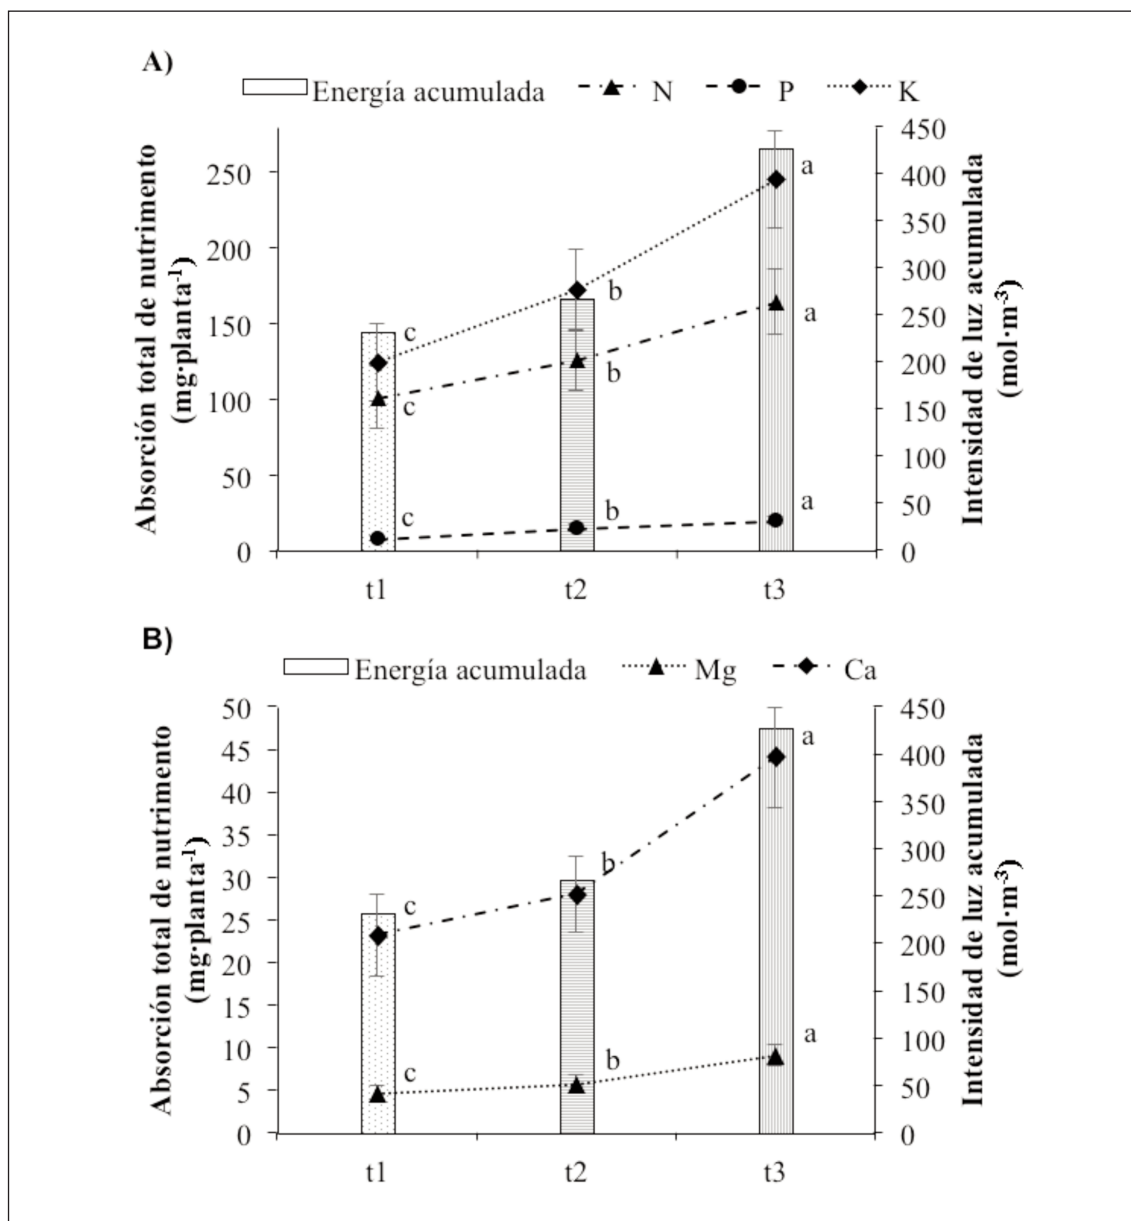 A)
Energía acumulada N P K
Absorción total de nutrimento
(mg·planta-1)
250
200
150
100
50
0
c
c
c
b
b
b
a
a
a
450
400
350
300
250
200
150
100
50
0
Intensidad de luz acumulada
(mol·m-3)
t1 t2 t3
B)
Energía acumulada Mg Ca
Absorción total de nutrimento
(mg·planta-1)
50
45
40
35
30
25
20
15
10
5
0
c
c
b
b
a
a
450
400
350
300
250
200
150
100
50
0
Intensidad de luz acumulada
(mol·m-3)
t1 t2 t3